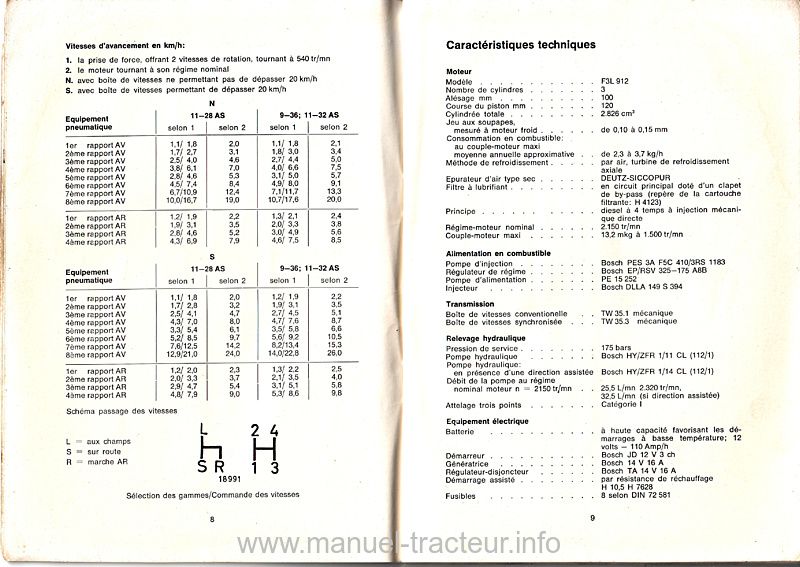 Vitesses d'avancement en km/h:
1. la prise de force, offrant 2 vitesses de rotation, tournant à 540 tr/mn
2. le moteur tournant à son régime nominal
N. avec boîte de vitesses ne permettant pas de dépasser 20 km/h
S. avec boîte de vitesses permettant de dépasser 20 km/h
N
Equipement pneumatique 11—28 AS 9—36; 11—32 AS
selon 1 selon 2 selon 1 selon 2
1er rapport AV 1,1/ 1,8 2,0 1,1/ 1,8 2,1
2ème rapport AV 1,7/ 2,7 3,1 1,8/ 3,0 3,4
3ème rapport AV 2,5/ 4,0 4,6 2,7/ 4,4 5,0
4ème rapport AV 3,8/ 6,1 7,0 4,0/ 6,6 7,5
5ème rapport AV 2,8/ 4,6 5,3 3,1/ 5,0 5,7
6ème rapport AV 4,5/ 7,4 8,4 4,9/ 8,0 9,1
7ème rapport AV 6,7/10,9 12,4 7,1/11,7 13,3
8ème rapport AV 10,0/16,7 19,0 10,7/17,6 20,0
1er rapport AR 1,2/ 1,9 2,2 1,3/ 2,1 2,4
2ème rapport AR 1,9/ 3,1 3,5 2,0/ 3,3 3,8
3ème rapport AR 2,8/ 4,6 5,2 3,0/ 4,9 5,6
4ème rapport AR 4,3/ 6,9 7,9 4,6/ 7,5 8,5
S
Equipement pneumatique 11—28 AS 9—36; 11—32 AS
selon 1 selon 2 selon 1 selon 2
1er rapport AV 1,1/ 1,8 2,0 1,2/ 1,9 2,2
2ème rapport AV 1,7/ 2,8 3,2 1,9/ 3,1 3,5
3ème rapport AV 2,5/ 4,1 4,7 2,7/ 4,5 5,1
4ème rapport AV 4,3/ 7,0 8,0 4,7/ 7,6 8,7
5ème rapport AV 3,3/ 5,4 6,1 3,5/ 5,8 6,6
6ème rapport AV 5,2/ 8,5 9,7 5,6/ 9,2 10,5
7ème rapport AV 7,6/12,5 14,2 8,2/13,4 15,3
8ème rapport AV 12,9/21,0 24,0 14,0/22,8 26,0
1er rapport AR 1,2/ 2,0 2,3 1,3/ 2,2 2,5
2ème rapport AR 2,0/ 3,3 3,7 2,1/ 3,5 4,0
3ème rapport AR 2,9/ 4,7 5,4 3,1/ 5,1 5,8
4ème rapport AR 4,8/ 7,9 9,0 5,3/ 8,6 9,8
Schéma passage des vitesses
L = aux champs
S = sur route
R = marche AR
L 2 4
S R 1 3
18991
Sélection des gammes/Commande des vitesses
8
Caractéristiques techniques
Moteur
Modèle . . . F3L 912
Nombre de cylindres . . . 3
Alésage mm . . . 100
Course du piston mm . . . 120
Cylindrée totale . . . 2.826 cm³
Jeu aux soupapes,
mesuré à moteur froid . . . de 0,10 à 0,15 mm
Consommation en combustible:
au couple-moteur maxi
moyenne annuelle approximative . . de 2,3 à 3,7 kg/h
Méthode de refroidissement . . . par air, turbine de refroidissement
axiale
Epurateur d'air type sec . . . DEUTZ-SICCOPUR
Filtre à lubrifiant . . . en circuit principal doté d'un clapet
de by-pass (repère de la cartouche
filtrante: H 4123)
Principe . . . diesel à 4 temps à injection mécani-
que directe
Régime-moteur nominal . . . 2.150 tr/mn
Couple-moteur maxi . . . 13,2 mkg à 1.500 tr/mn
Alimentation en combustible
Pompe d'injection . . . Bosch PES 3A F5C 410/3RS 1183
Régulateur de régime . . . Bosch EP/RSV 325—175 A8B
Pompe d'alimentation . . . PE 15 252
Injecteur . . . Bosch DLLA 149 S 394
Transmission
Boîte de vitesses conventionelle . . . TW 35.1 mécanique
Boîte de vitesses synchronisée . . . TW 35.3 mécanique
Relevage hydraulique
Pression de service . . . 175 bars
Pompe hydraulique . . . Bosch HY/ZFR 1/11 CL (112/1)
Pompe hydraulique:
en présence d'une direction assistée Bosch HY/ZFR 1/14 CL (112/1)
Débit de la pompe au régime
nominal moteur n = 2150 tr/mn . . 25,5 L/mn 2.320 tr/mn,
32,5 L/mn (si direction assistée)
Attelage trois points . . . Catégorie I
Equipement électrique
Batterie . . . à haute capacité favorisant les dé-
marrages à basse température; 12
volts — 110 Amp/h
Démarreur . . . Bosch JD 12 V 3 ch
Génératrice . . . Bosch 14 V 16 A
Régulateur-disjoncteur . . . Bosch TA 14 V 16 A
Démarrage assisté . . . par résistance de réchauffage
H 10,5 H 7628
Fusibles . . . 8 selon DIN 72 581
9
www.manuel-tracteur.info